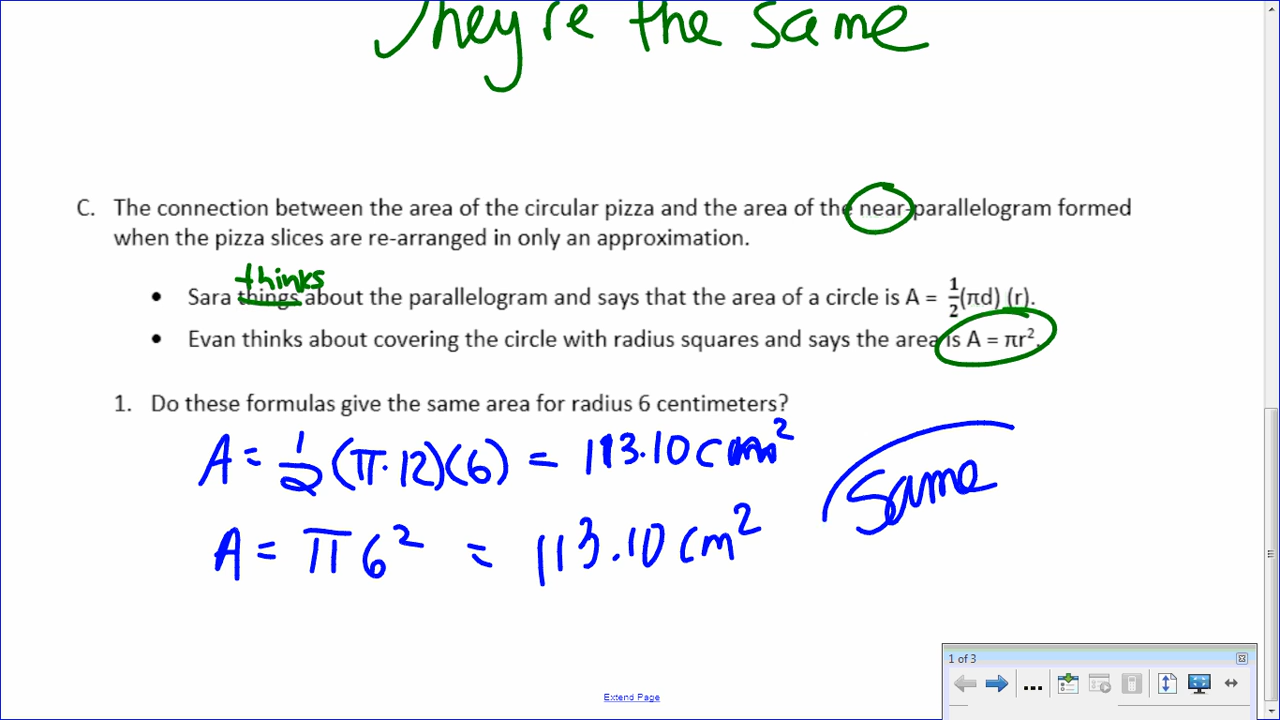 They're the same
C. The connection between the area of the circular pizza and the area of the near-parallelogram formed
when the pizza slices are re-arranged in only an approximation.
thinks
• Sara things about the parallelogram and says that the area of a circle is A = 1/2(πd) (r).
• Evan thinks about covering the circle with radius squares and says the area is A = πr².
1. Do these formulas give the same area for radius 6 centimeters?
A = 1/2 (π·12)(6) = 113.10 cm²
Same
A = π6² = 113.10 cm²
1 of 3
Extend Page